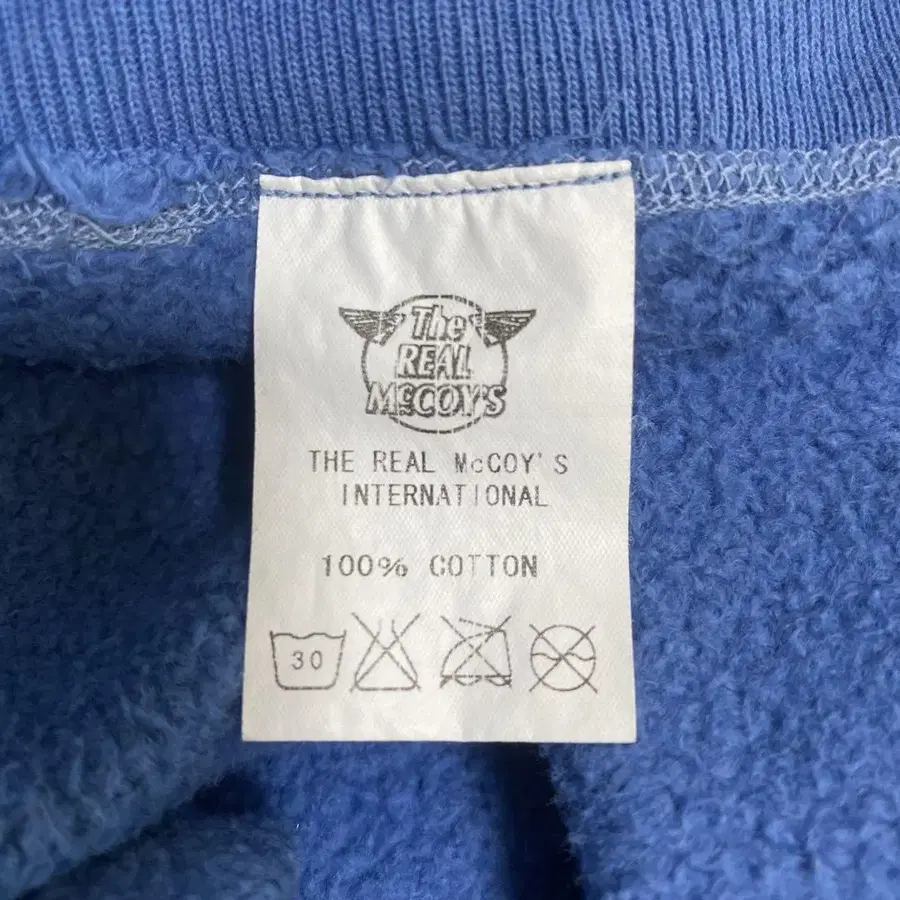 The
REAL
McCOY'S
THE REAL McCOY'S
INTERNATIONAL
100% COTTON
30